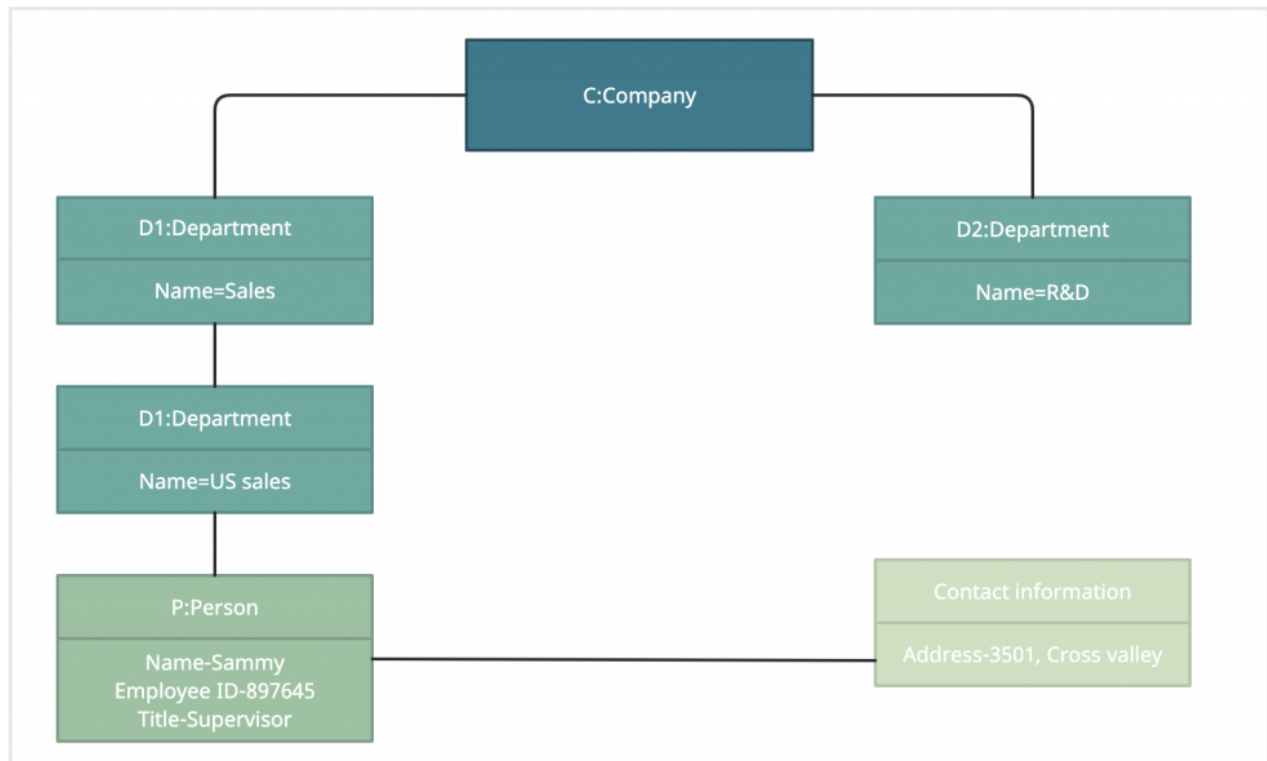 C:Company
D1:Department
Name=Sales
D2:Department
Name=R&D
D1:Department
Name=US sales
P:Person
Name-Sammy
Employee ID-897645
Title-Supervisor
Contact information
Address-3501, Cross valley